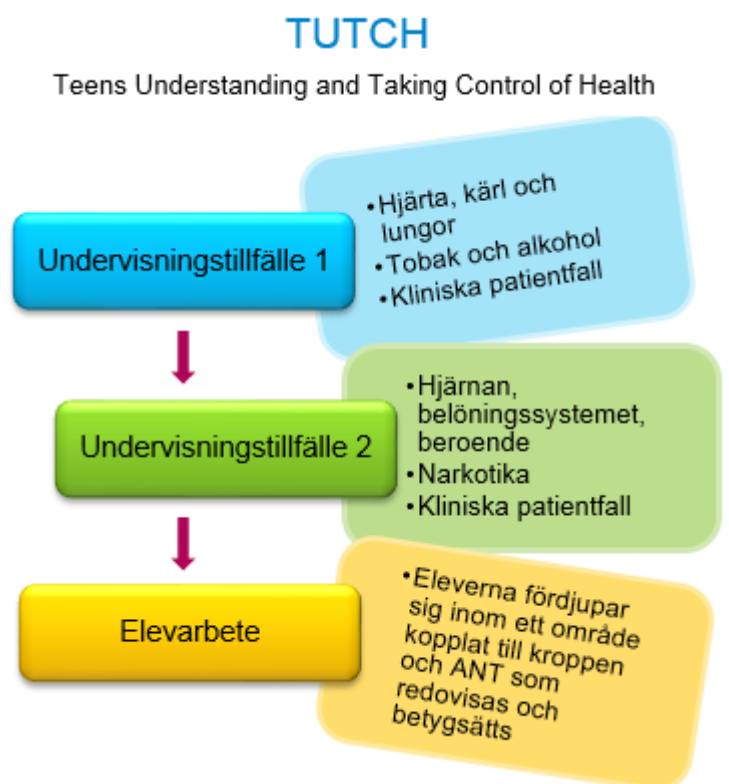 TUTCH
Teens Understanding and Taking Control of Health
Undervisningstillfälle 1
•Hjärta, kärl och
lungor
•Tobak och alkohol
•Kliniska patientfall
Undervisningstillfälle 2
•Hjärnan,
belöningssystemet,
beroende
•Narkotika
•Kliniska patientfall
Elevarbete
•Eleverna fördjupar
sig inom ett område
kopplat till kroppen
och ANT som
redovisas och
betygsätts